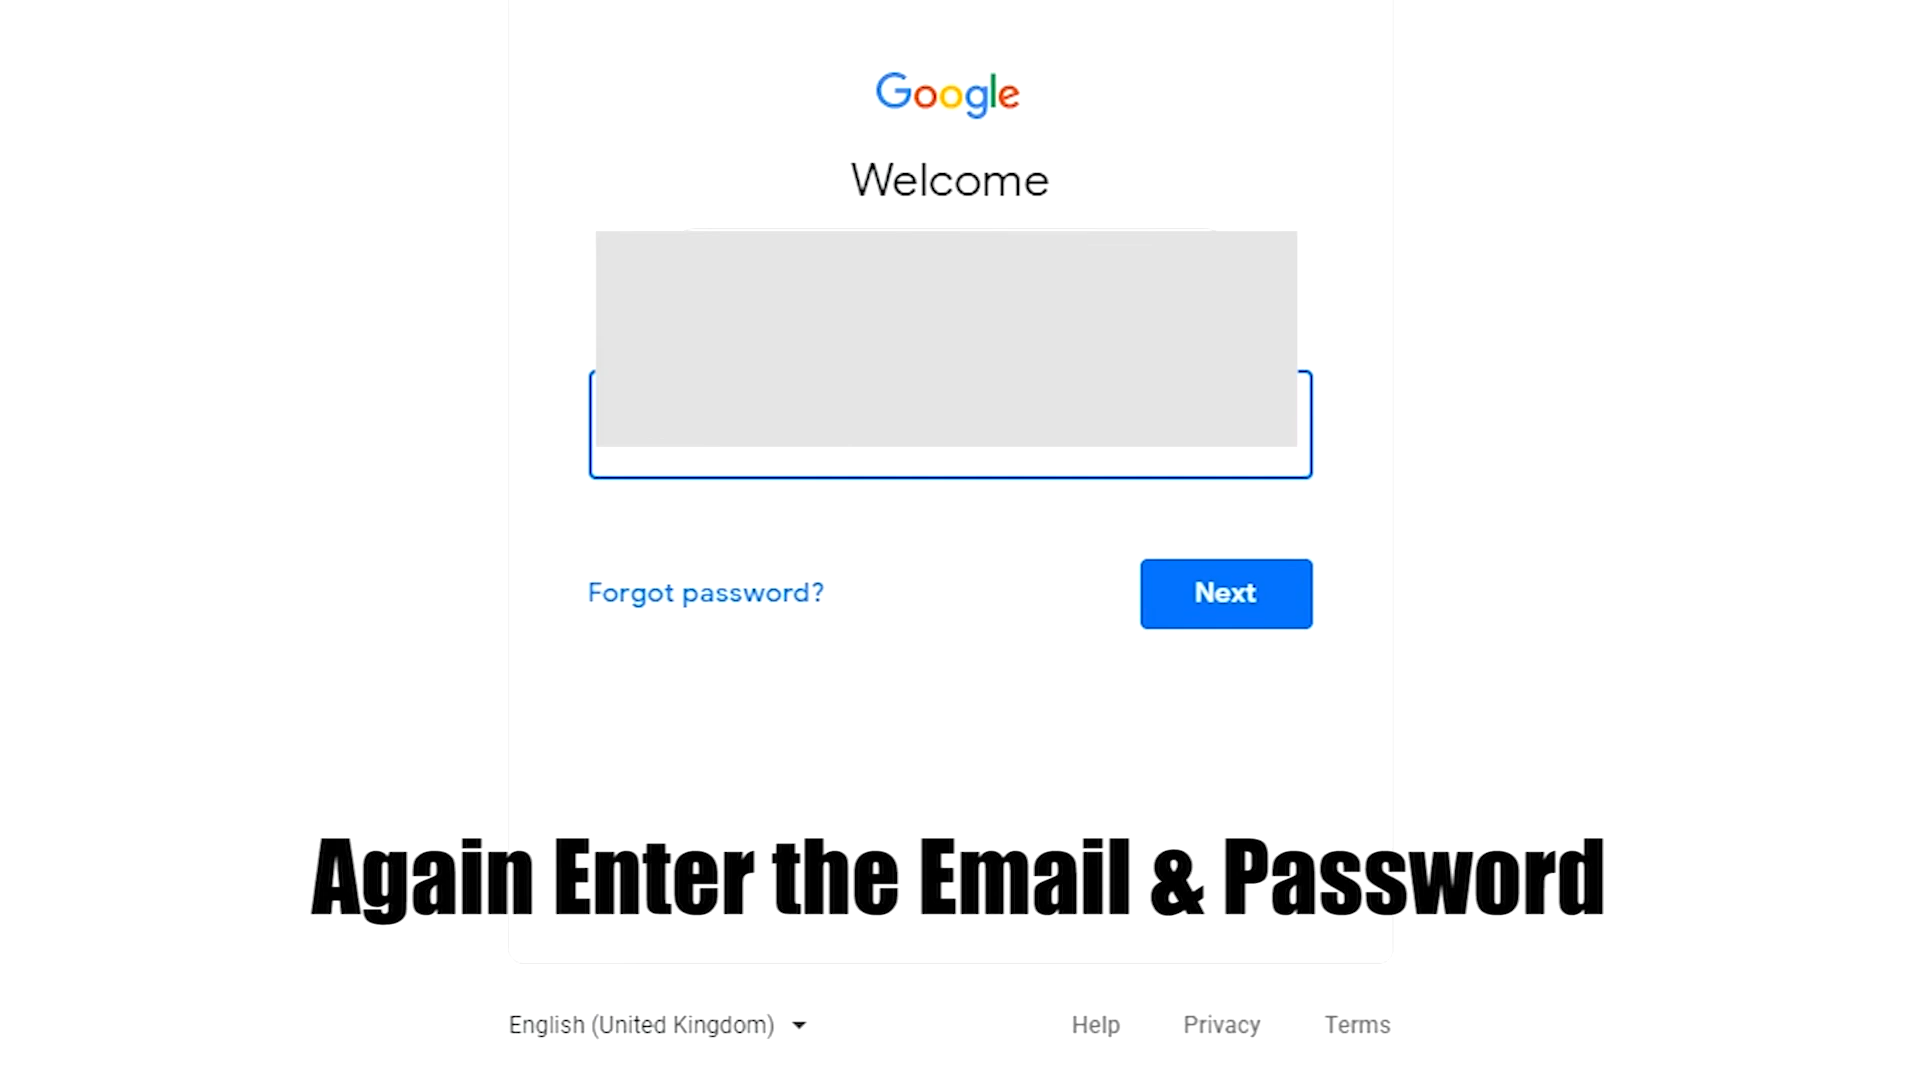 Google
Welcome
Forgot password?
Next
Again Enter the Email & Password
English (United Kingdom)
Help Privacy Terms